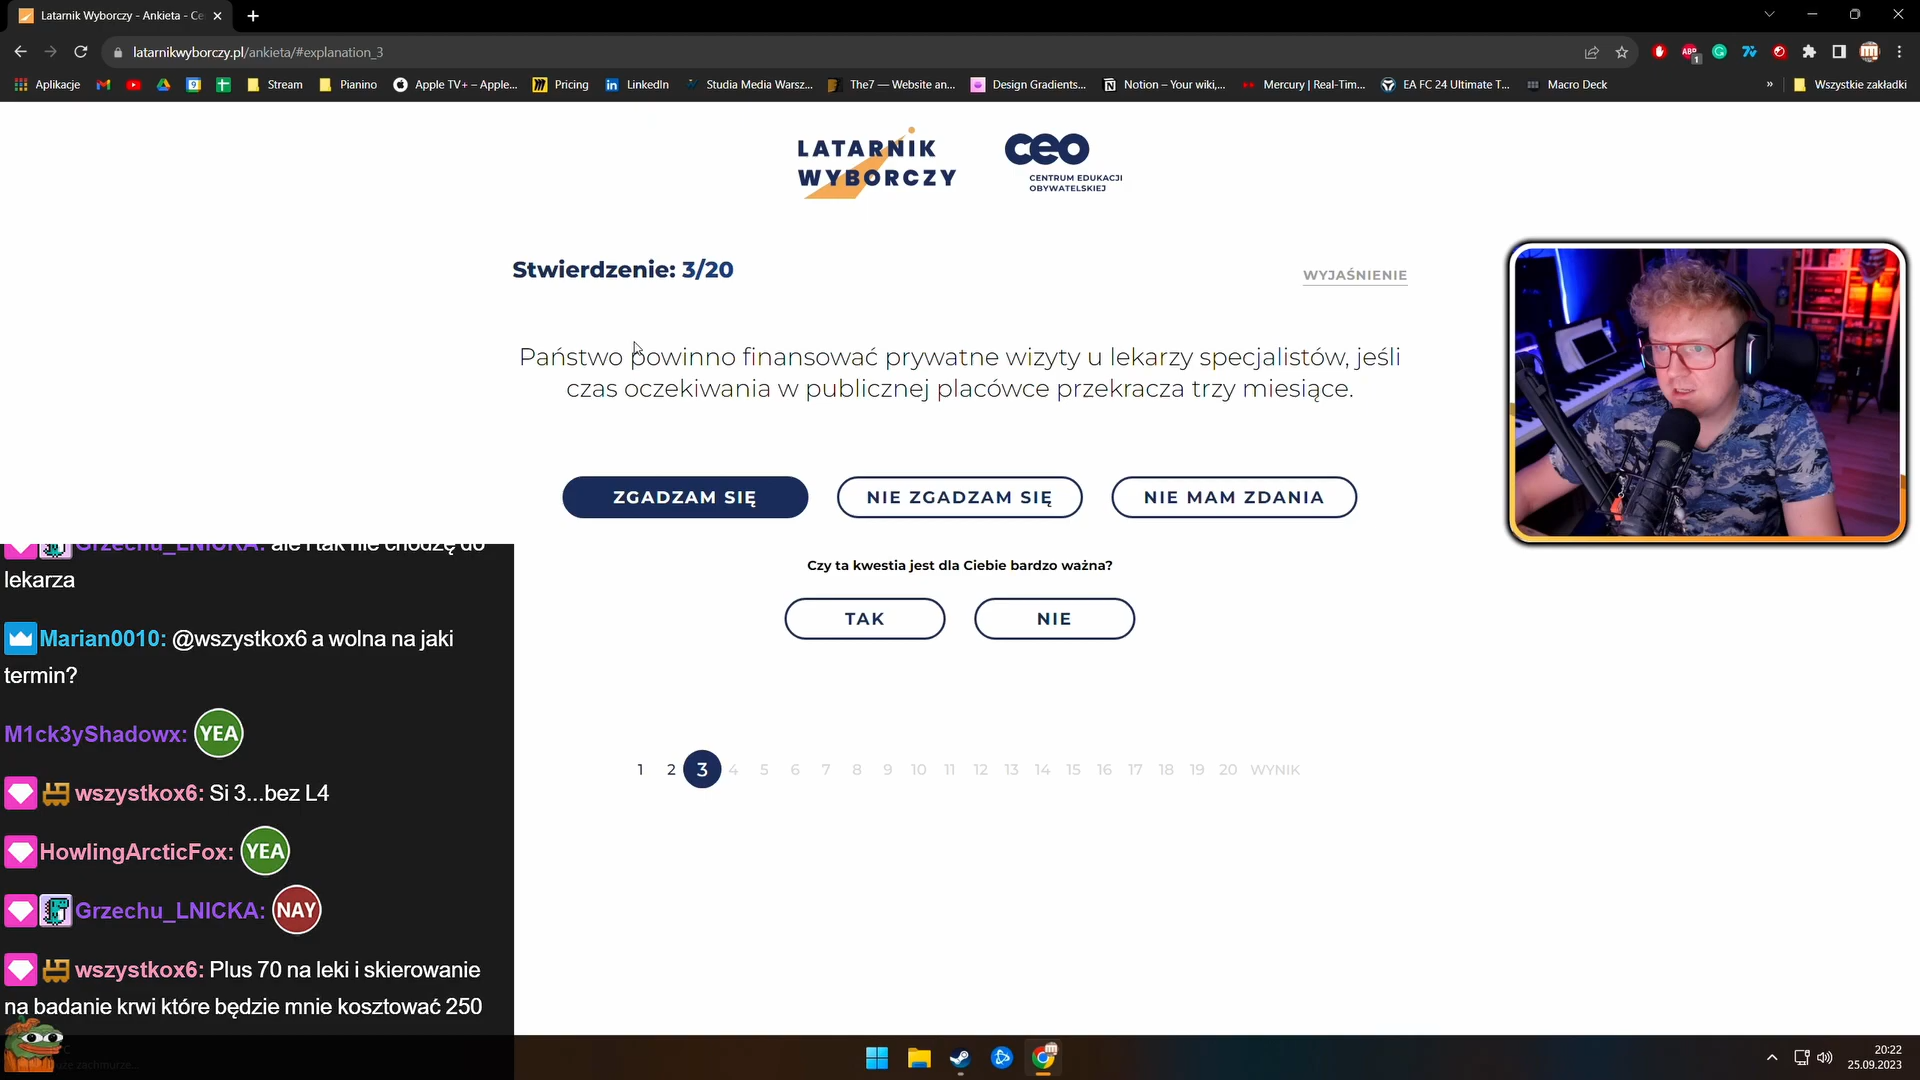 Latarnik Wyborczy - Ankieta - Ce
latarnikwyborczy.pl/ankieta/#explanation_3
Aplikacje
Stream
Pianino
Apple TV+ – Apple...
Pricing
LinkedIn
Studia Media Warsz...
The7 — Website an...
Design Gradients...
Notion – Your wiki,...
Mercury | Real-Tim...
EA FC 24 Ultimate T...
Macro Deck
»
Wszystkie zakładki
LATARNIK
WYBORCZY
ceo
CENTRUM EDUKACJI
OBYWATELSKIEJ
Stwierdzenie: 3/20
WYJAŚNIENIE
Państwo powinno finansować prywatne wizyty u lekarzy specjalistów, jeśli
czas oczekiwania w publicznej placówce przekracza trzy miesiące.
ZGADZAM SIĘ
NIE ZGADZAM SIĘ
NIE MAM ZDANIA
Czy ta kwestia jest dla Ciebie bardzo ważna?
TAK
NIE
1 2 3 4 5 6 7 8 9 10 11 12 13 14 15 16 17 18 19 20 WYNIK
Grzechu_LNICKA: ale i tak nie chodzę do
lekarza
Marian0010: @wszystkox6 a wolna na jaki
termin?
M1ck3yShadowx: YEA
wszystkox6: Si 3...bez L4
HowlingArcticFox: YEA
Grzechu_LNICKA: NAY
wszystkox6: Plus 70 na leki i skierowanie
na badanie krwi które będzie mnie kosztować 250
20:22
25.09.2023